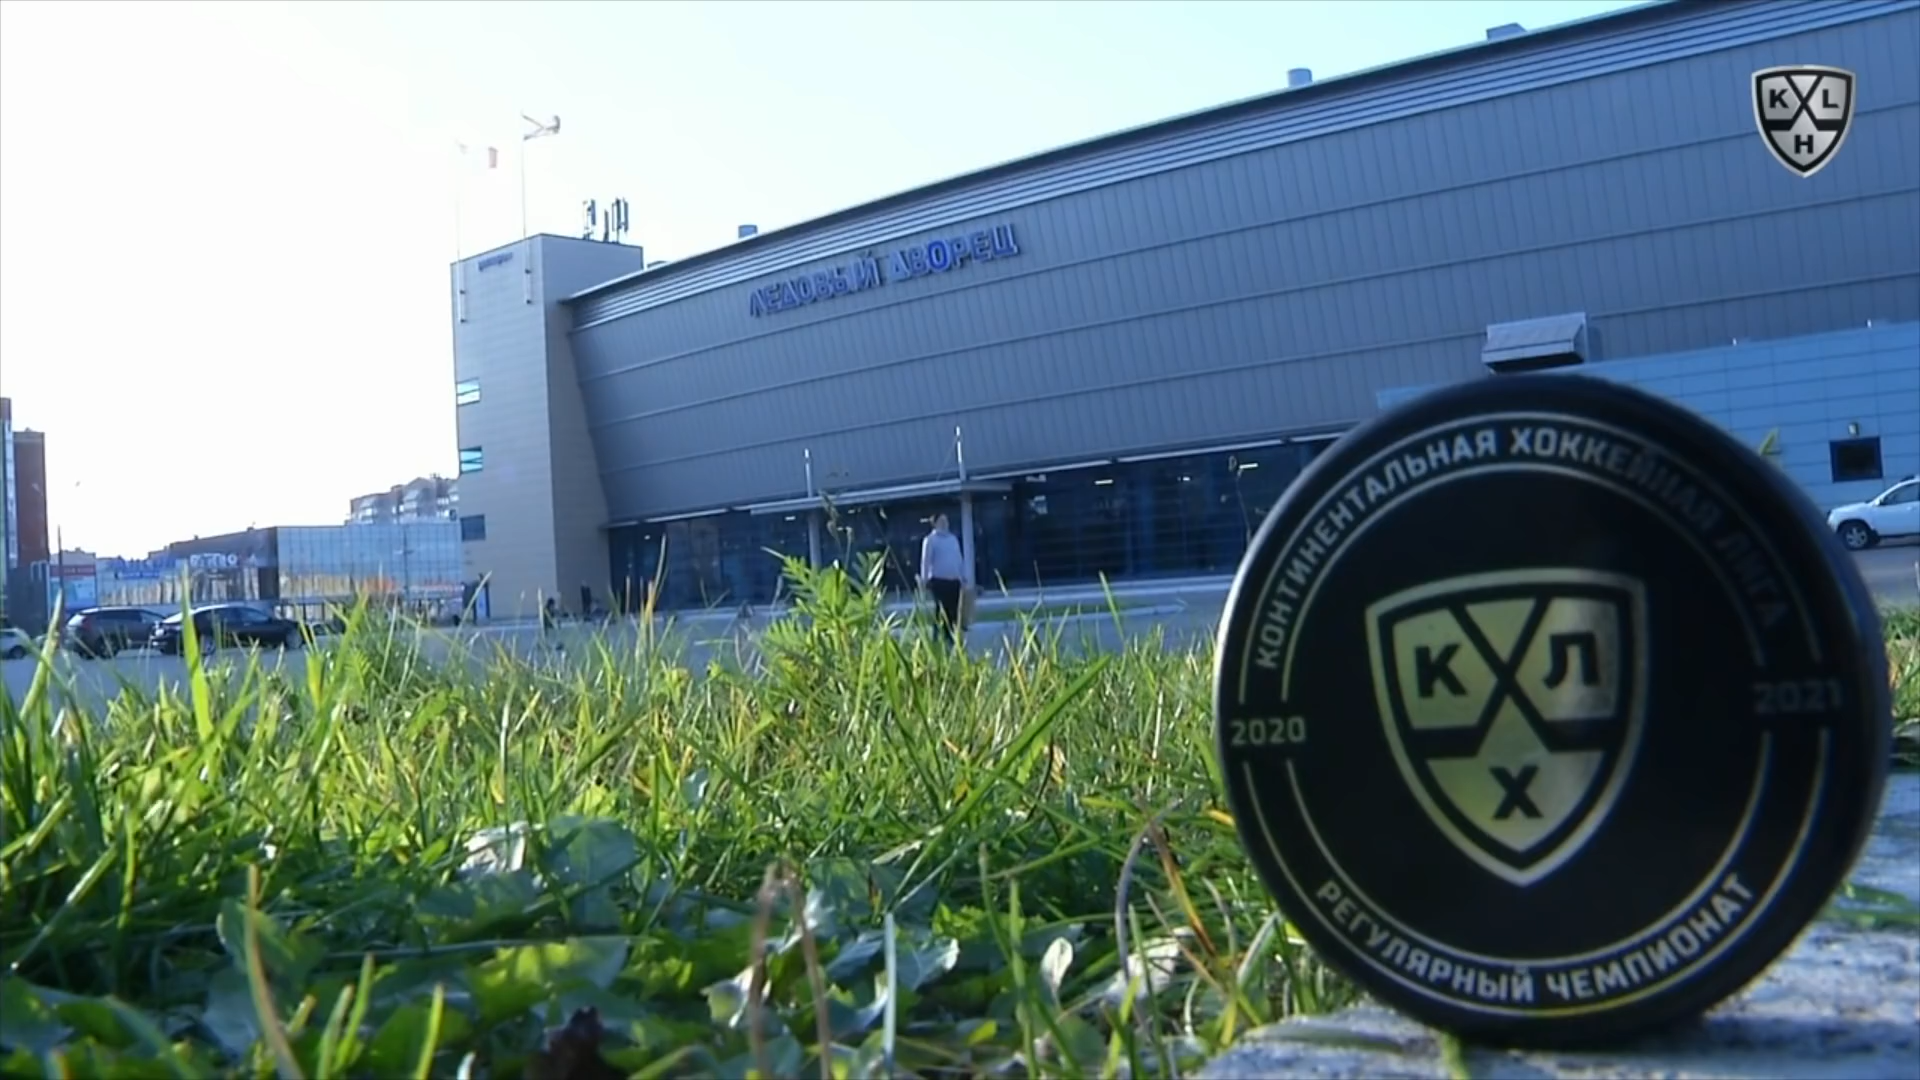 K L
H
ЛЕДОВЫЙ ДВОРЕЦ
КОНТИНЕНТАЛЬНАЯ ХОККЕЙНАЯ ЛИГА
К Л
Х
2020
2021
РЕГУЛЯРНЫЙ ЧЕМПИОНАТ